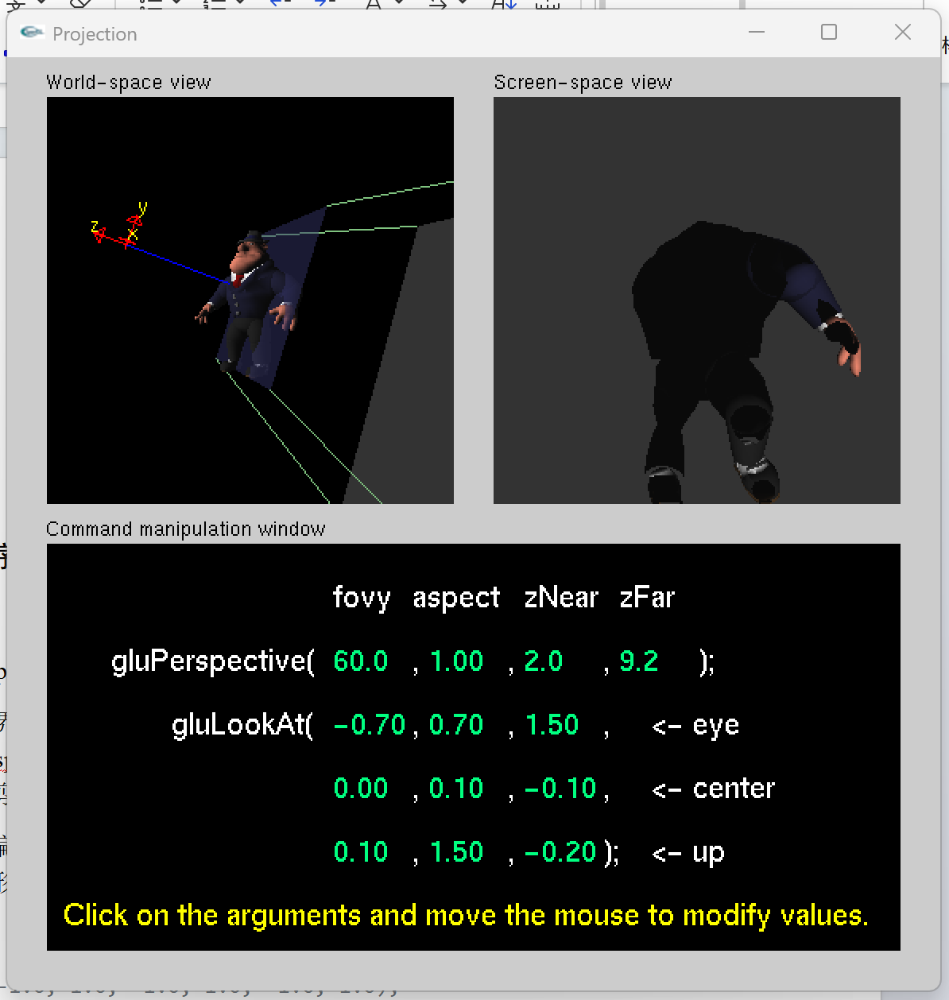 Projection
World-space view
Screen-space view
z
y
x
Command manipulation window
fovy aspect zNear zFar
gluPerspective( 60.0 , 1.00 , 2.0 , 9.2 );
gluLookAt( -0.70 , 0.70 , 1.50 , <- eye
0.00 , 0.10 , -0.10 , <- center
0.10 , 1.50 , -0.20 ); <- up
Click on the arguments and move the mouse to modify values.